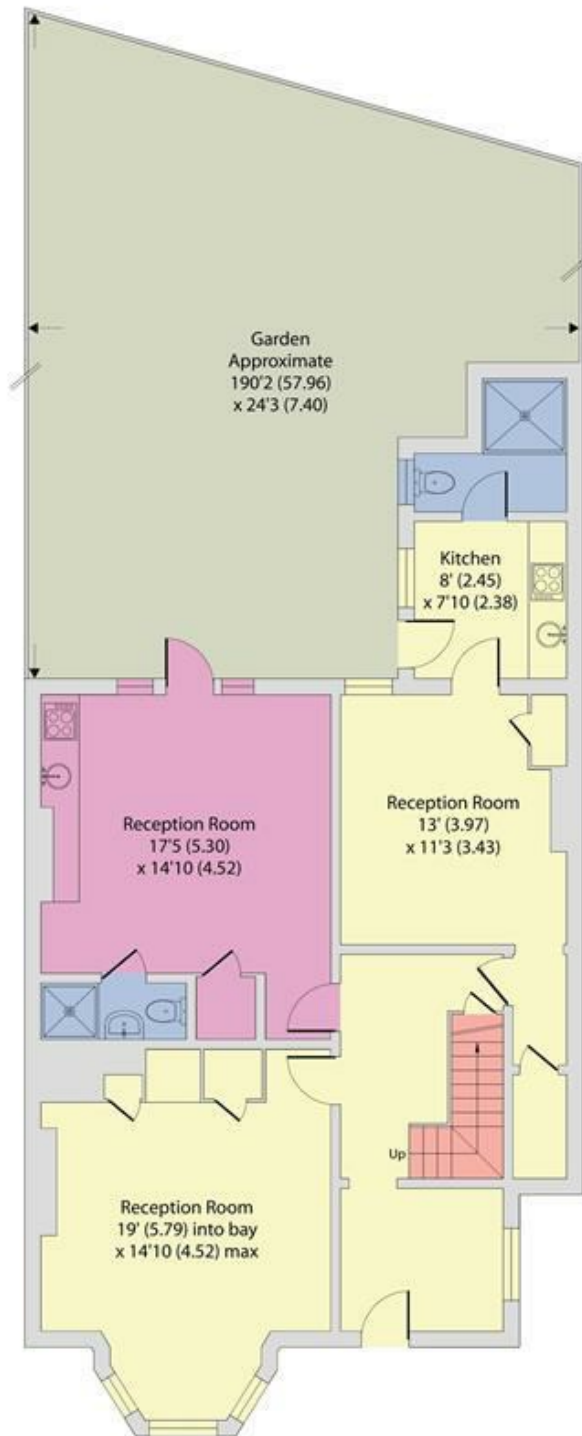 Garden
Approximate
190'2 (57.96)
x 24'3 (7.40)
Kitchen
8' (2.45)
x 7'10 (2.38)
Reception Room
17'5 (5.30)
x 14'10 (4.52)
Reception Room
13' (3.97)
x 11'3 (3.43)
Up
Reception Room
19' (5.79) into bay
x 14'10 (4.52) max